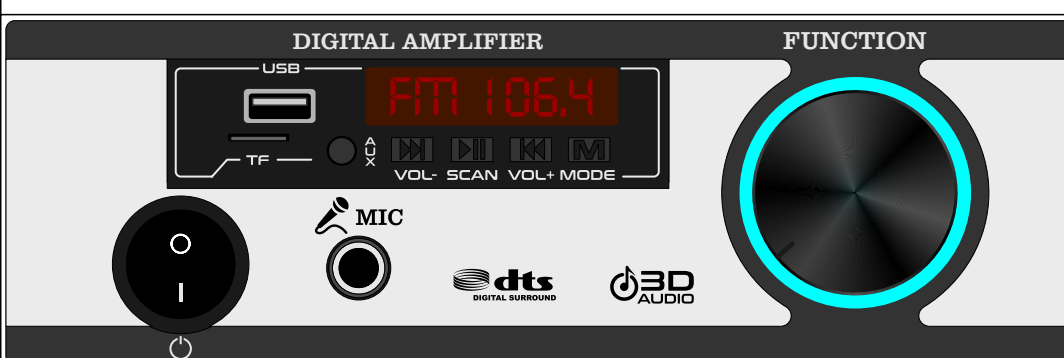 DIGITAL AMPLIFIER
FUNCTION
USB
FM 106.4
TF
AUX
M
VOL- SCAN VOL+ MODE
MIC
dts
DIGITAL SURROUND
3D
AUDIO